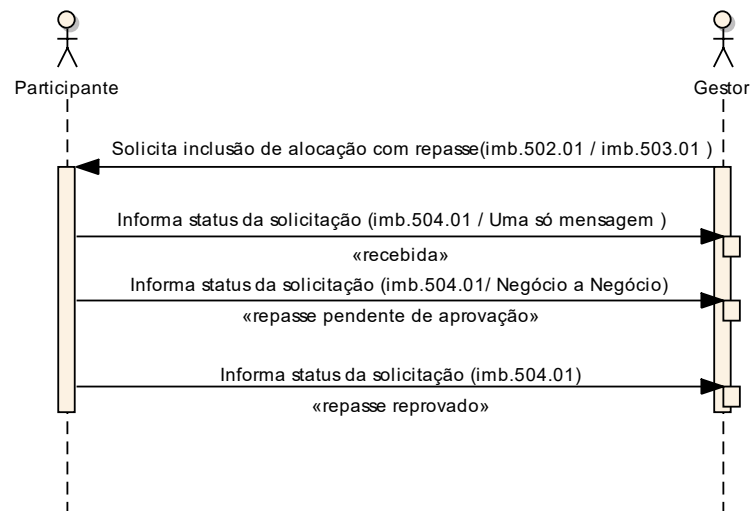 Participante
Gestor
Solicita inclusão de alocação com repasse(imb.502.01 / imb.503.01 )
Informa status da solicitação (imb.504.01 / Uma só mensagem )
«recebida»
Informa status da solicitação (imb.504.01/ Negócio a Negócio)
«repasse pendente de aprovação»
Informa status da solicitação (imb.504.01)
«repasse reprovado»